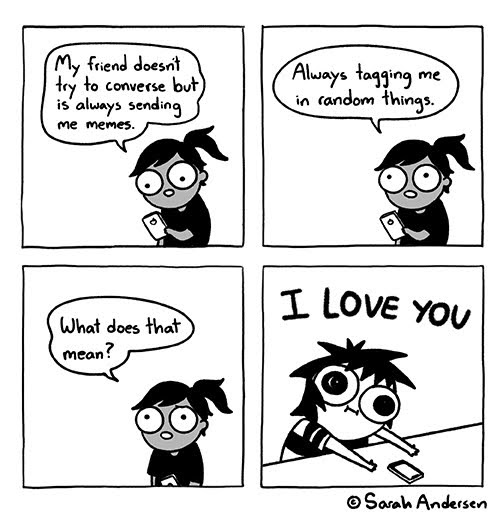 My friend doesn't
try to converse but
is always sending
me memes.
Always tagging me
in random things.
What does that
mean?
I LOVE YOU
© Sarah Andersen